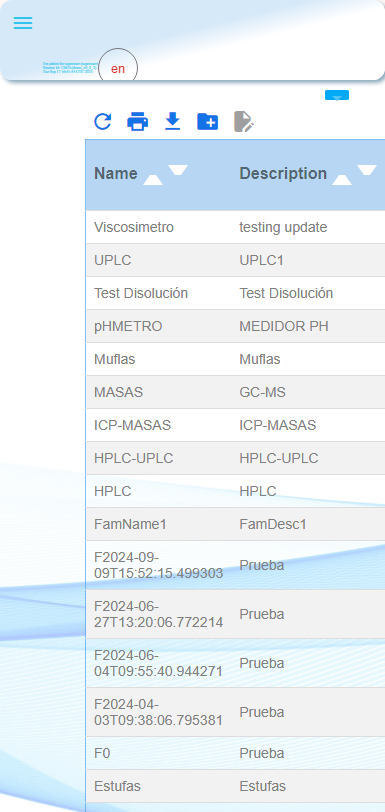 en
Name Description
Viscosimetro testing update
UPLC UPLC1
Test Disolución Test Disolución
pHMETRO MEDIDOR PH
Muflas Muflas
MASAS GC-MS
ICP-MASAS ICP-MASAS
HPLC-UPLC HPLC-UPLC
HPLC HPLC
FamName1 FamDesc1
F2024-09-
09T15:52:15.499303 Prueba
F2024-06-
27T13:20:06.772214 Prueba
F2024-06-
04T09:55:40.944271 Prueba
F2024-04-
03T09:38:06.795381 Prueba
F0 Prueba
Estufas Estufas